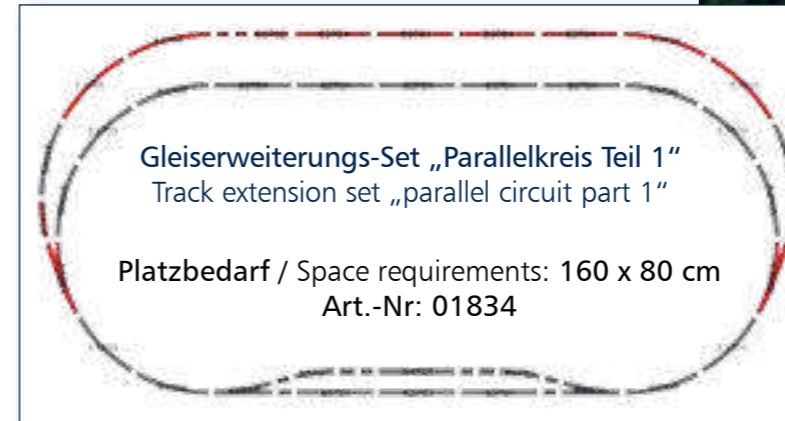 Gleiserweiterungs-Set „Parallelkreis Teil 1“
Track extension set „parallel circuit part 1“
Platzbedarf / Space requirements: 160 x 80 cm
Art.-Nr: 01834